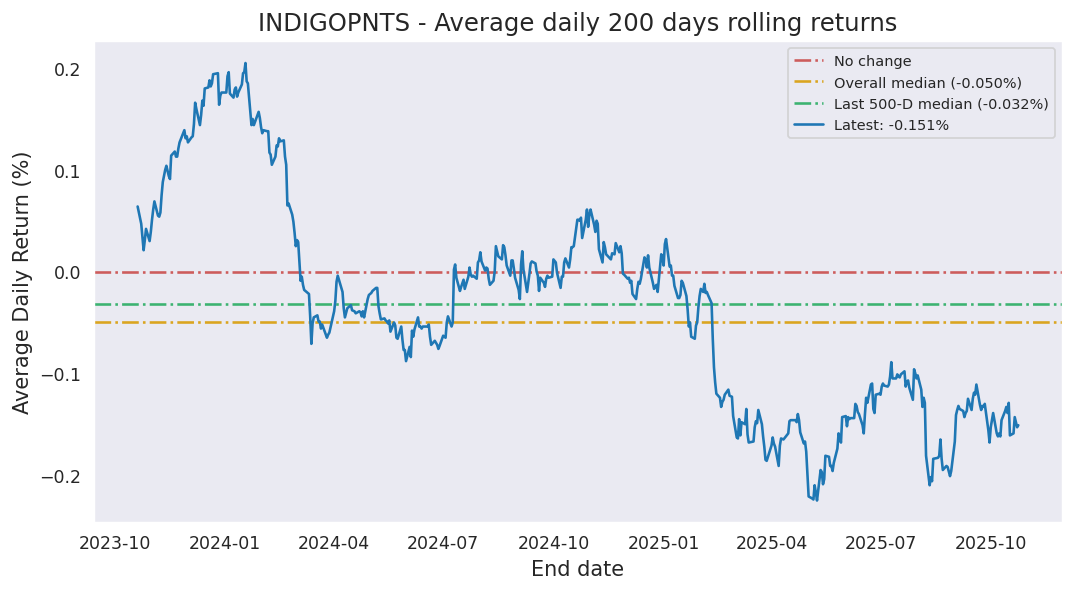 INDIGOPNTS - Average daily 200 days rolling returns
No change
Overall median (-0.050%)
Last 500-D median (-0.032%)
Latest: -0.151%
Average Daily Return (%)
0.2
0.1
0.0
−0.1
−0.2
2023-10 2024-01 2024-04 2024-07 2024-10 2025-01 2025-04 2025-07 2025-10
End date